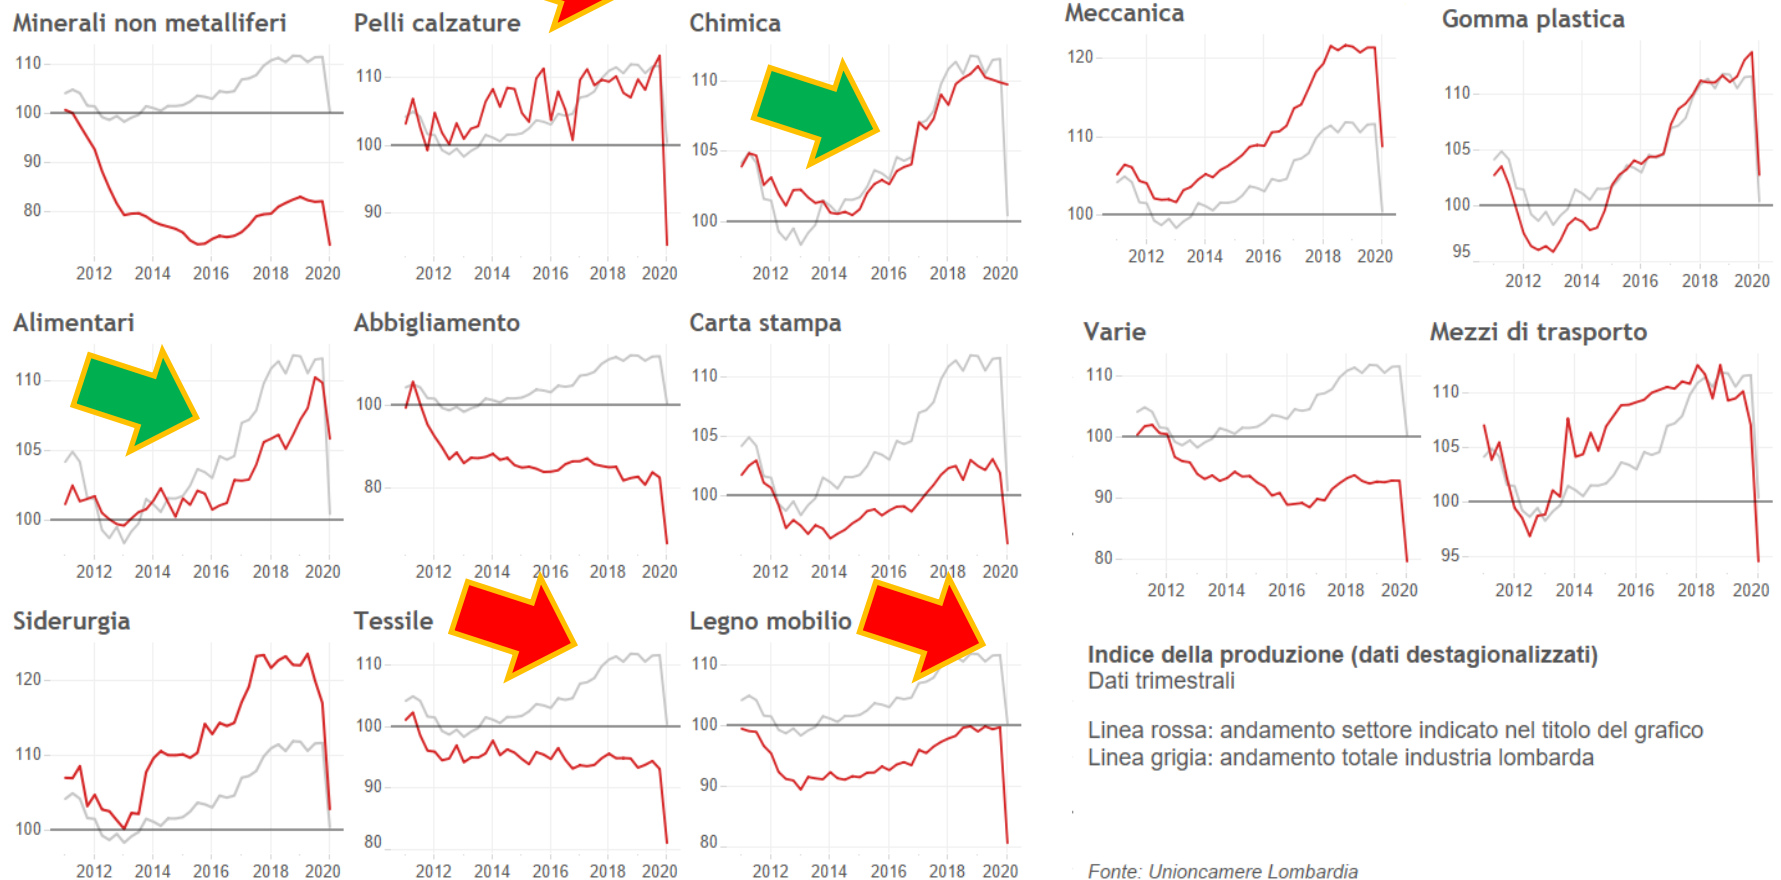 Minerali non metalliferi
110
100
90
80
2012 2014 2016 2018 2020
Pelli calzature
110
100
90
2012 2014 2016 2018 2020
Chimica
110
105
100
2012 2014 2016 2018 2020
Meccanica
120
110
100
2012 2014 2016 2018 2020
Gomma plastica
110
105
100
95
2012 2014 2016 2018 2020
Alimentari
110
105
100
2012 2014 2016 2018 2020
Abbigliamento
100
80
2012 2014 2016 2018 2020
Carta stampa
110
105
100
2012 2014 2016 2018 2020
Varie
110
100
90
80
2012 2014 2016 2018 2020
Mezzi di trasporto
110
105
100
95
2012 2014 2016 2018 2020
Siderurgia
120
110
100
2012 2014 2016 2018 2020
Tessile
110
100
90
80
2012 2014 2016 2018 2020
Legno mobilio
110
100
90
80
2012 2014 2016 2018 2020
Indice della produzione (dati destagionalizzati)
Dati trimestrali
Linea rossa: andamento settore indicato nel titolo del grafico
Linea grigia: andamento totale industria lombarda
Fonte: Unioncamere Lombardia